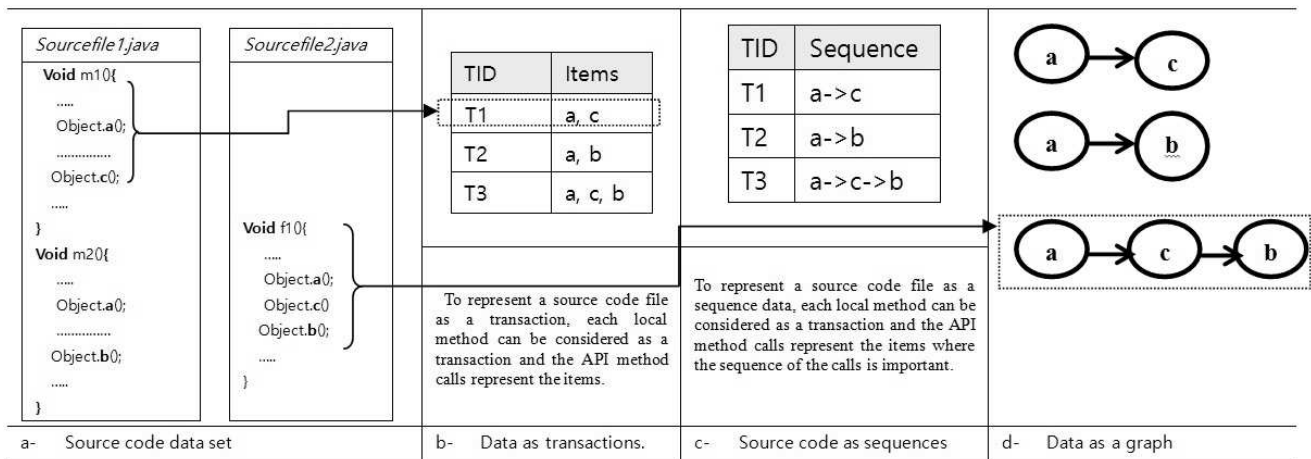 Sourcefile1.java
Void m1(){
.....
Object.a();
...............
Object.c();
.....
}
Void m2(){
.....
Object.a();
...............
Object.b();
.....
}
Sourcefile2.java
Void f1(){
.....
Object.a();
Object.c()
Object.b();
.....
}
TID Items
T1 a, c
T2 a, b
T3 a, c, b
To represent a source code file
as a transaction, each local
method can be considered as a
transaction and the API method
calls represent the items.
TID Sequence
T1 a->c
T2 a->b
T3 a->c->b
To represent a source code file as a
sequence data, each local method can be
considered as a transaction and the API
method calls represent the items where
the sequence of the calls is important.
a c
a b
a c b
a- Source code data set
b- Data as transactions.
c- Source code as sequences
d- Data as a graph